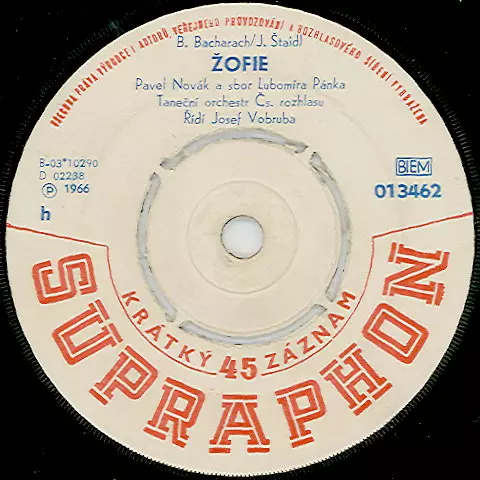 VŠECHNA PRÁVA VÝROBCE I AUTORŮ, VEŘEJNÉHO PROVOZOVÁNÍ A ROZHLASOVÉHO ŠÍŘENÍ VYHRAZENA
B. Bacharach/J. Štaidl
ŽOFIE
Pavel Novák a sbor Lubomíra Pánka
Taneční orchestr Čs. rozhlasu
Řídí Josef Vobruba
B-03*10290
D 02238
Ⓟ 1966
h
BIEM
013462
KRÁTKÝ 45 ZÁZNAM
SUPRAPHON